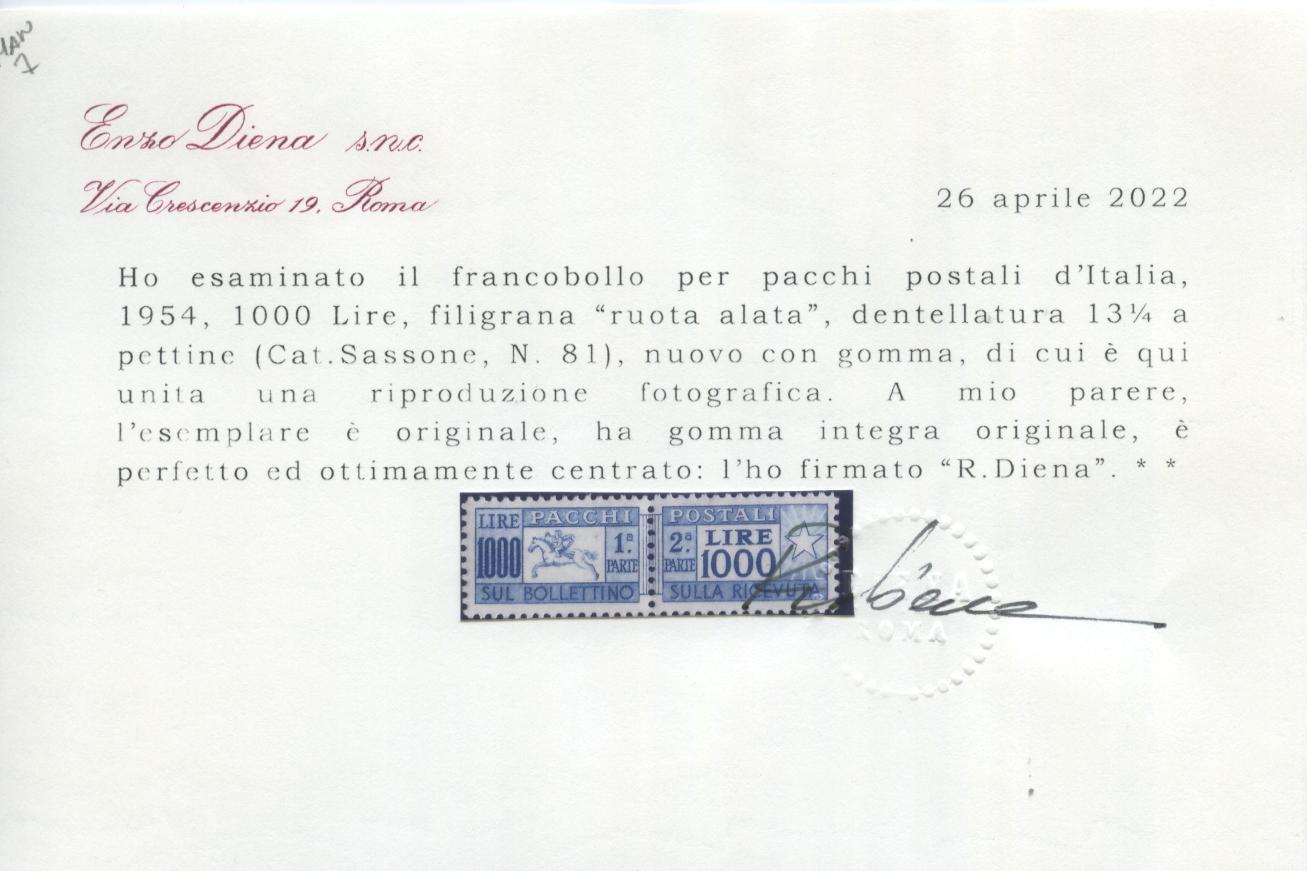 Enzo Diena s.n.c.
Via Crescenzio 19, Roma
26 aprile 2022
Ho esaminato il francobollo per pacchi postali d'Italia,
1954, 1000 Lire, filigrana “ruota alata”, dentellatura 13¼ a
pettine (Cat.Sassone, N. 81), nuovo con gomma, di cui è qui
unita una riproduzione fotografica. A mio parere,
l'esemplare è originale, ha gomma integra originale, è
perfetto ed ottimamente centrato: l'ho firmato “R.Diena”. * *
LIRE PACCHI POSTALI
1000 1ª. PARTE 2ª. PARTE LIRE 1000
SUL BOLLETTINO SULLA RICEVUTA
ROMA